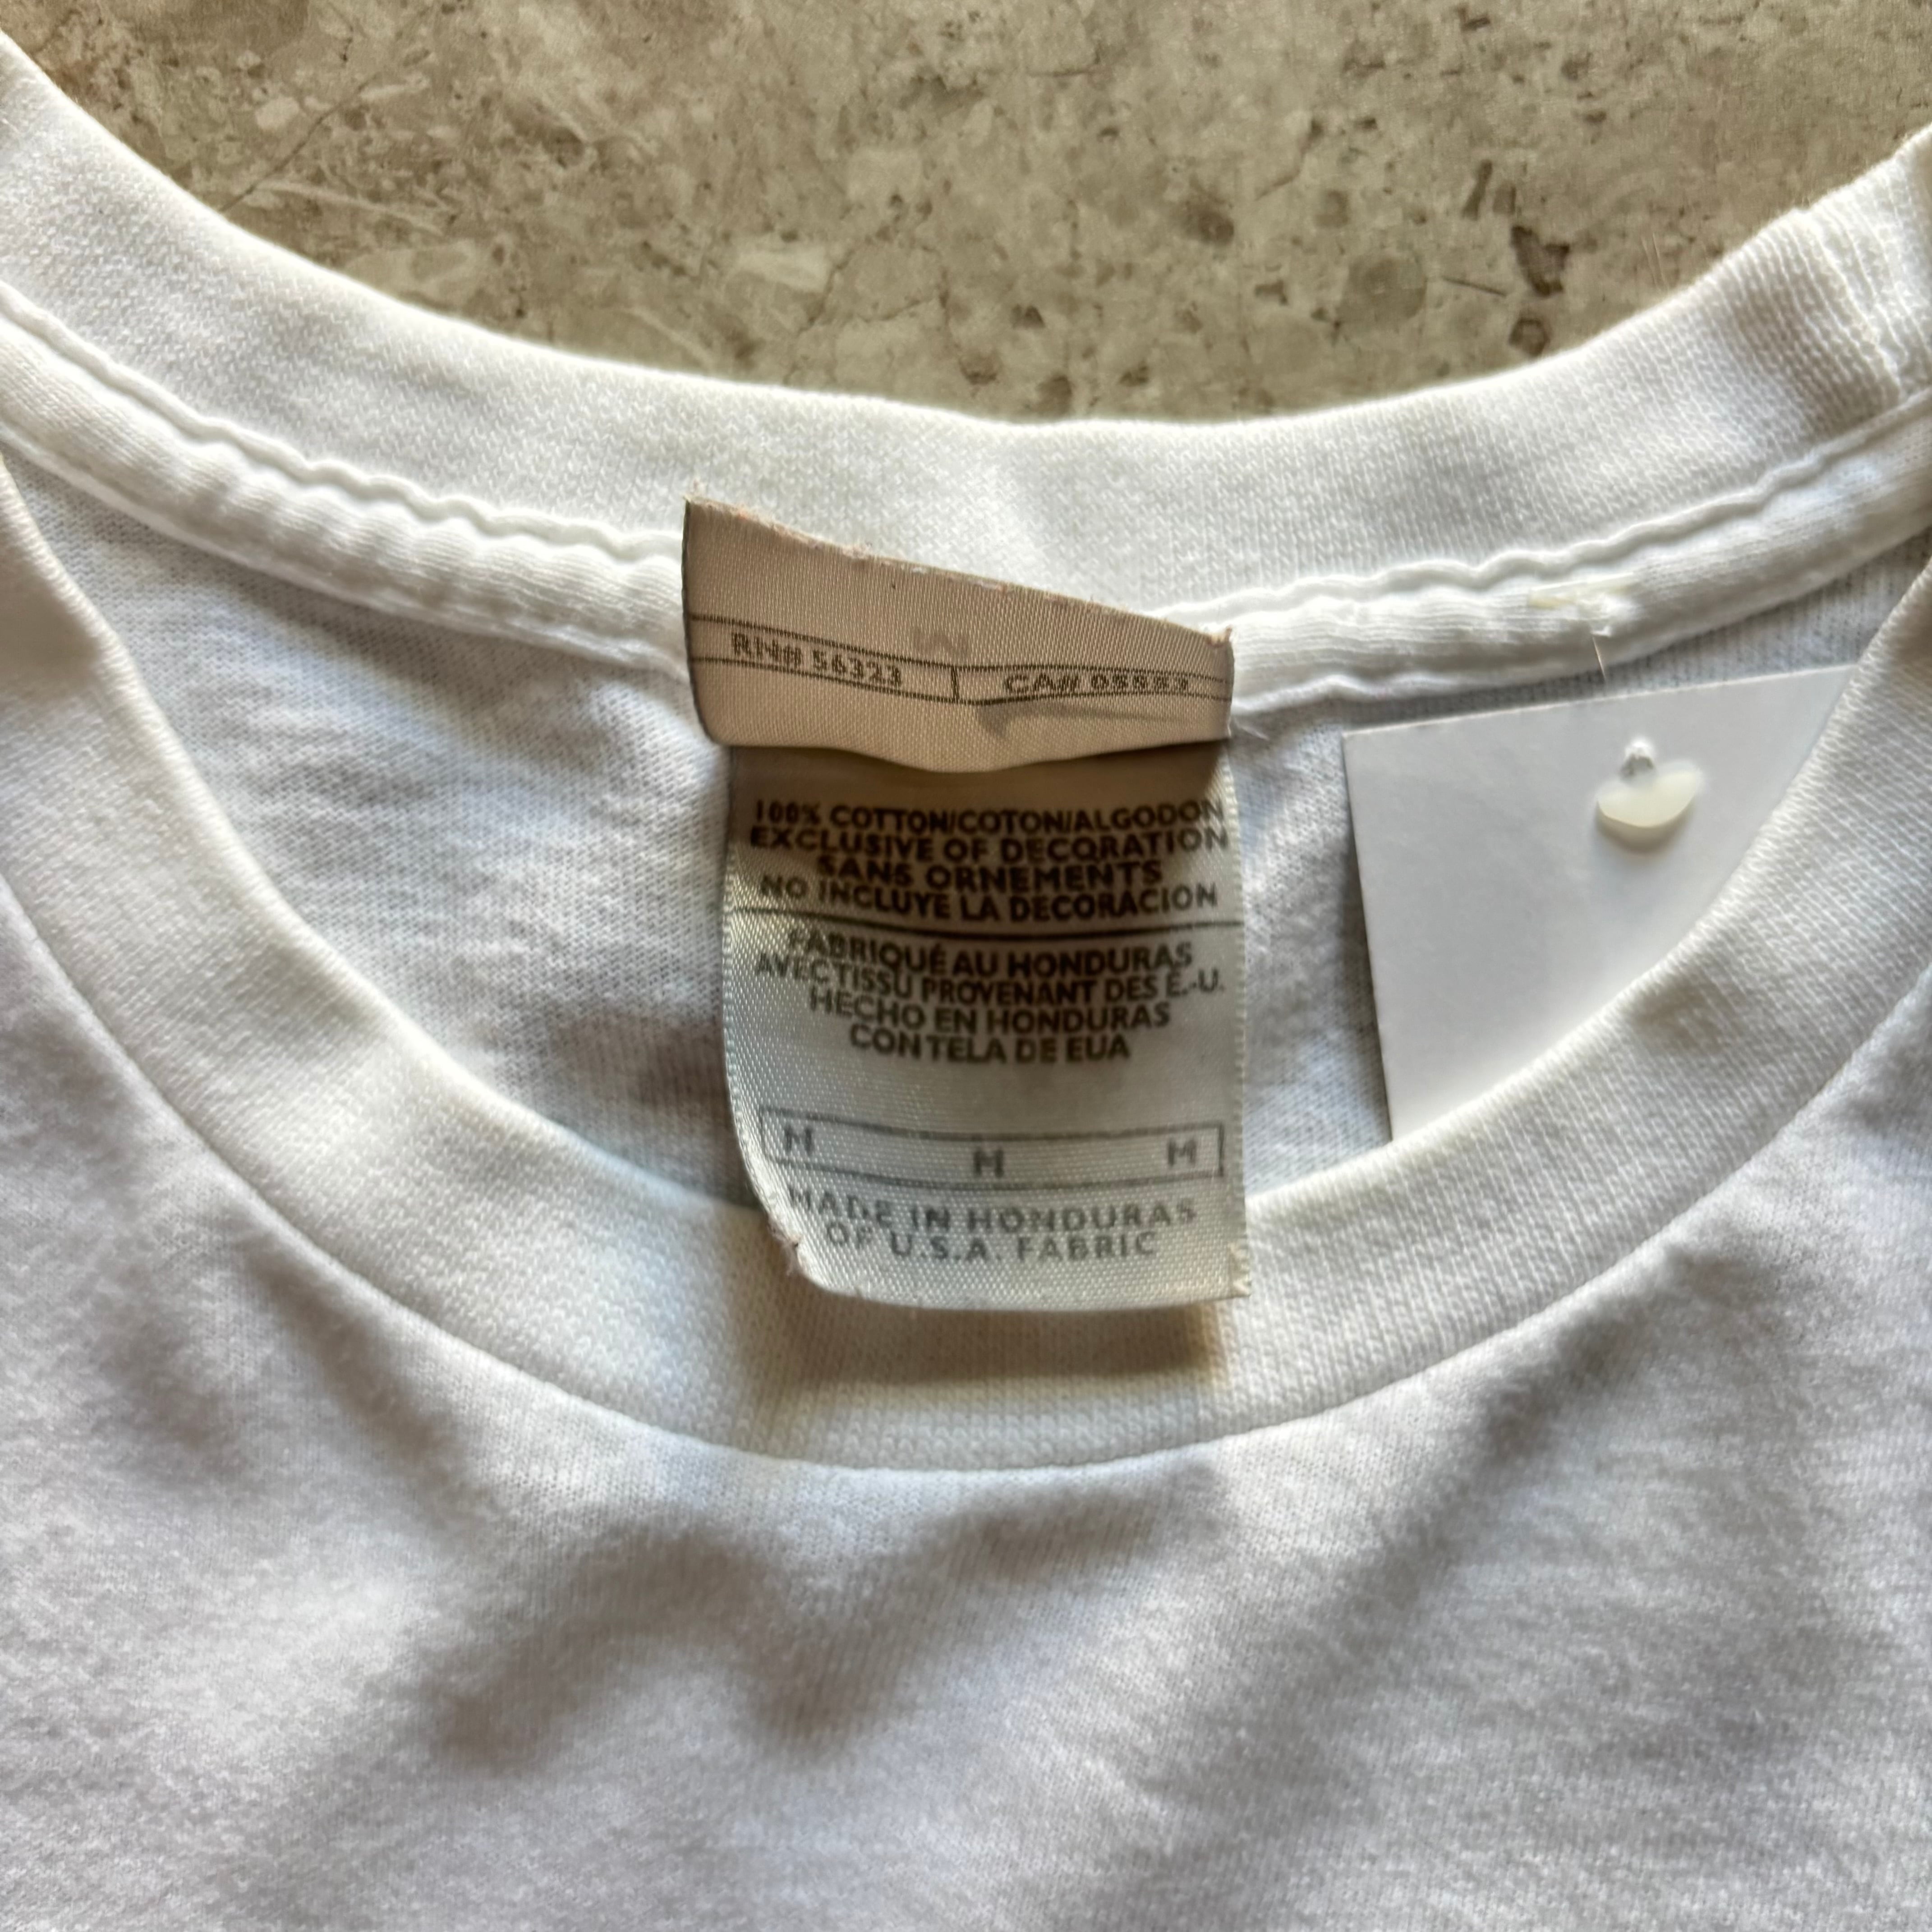 RN# 56323 CA# 05553
100% COTTON/COTON/ALGODON
EXCLUSIVE OF DECORATION
SANS ORNEMENTS
NO INCLUYE LA DECORACION
FABRIQUÉ AU HONDURAS
AVEC TISSU PROVENANT DES É.-U.
HECHO EN HONDURAS
CON TELA DE EUA
M M M
MADE IN HONDURAS
OF U.S.A. FABRIC